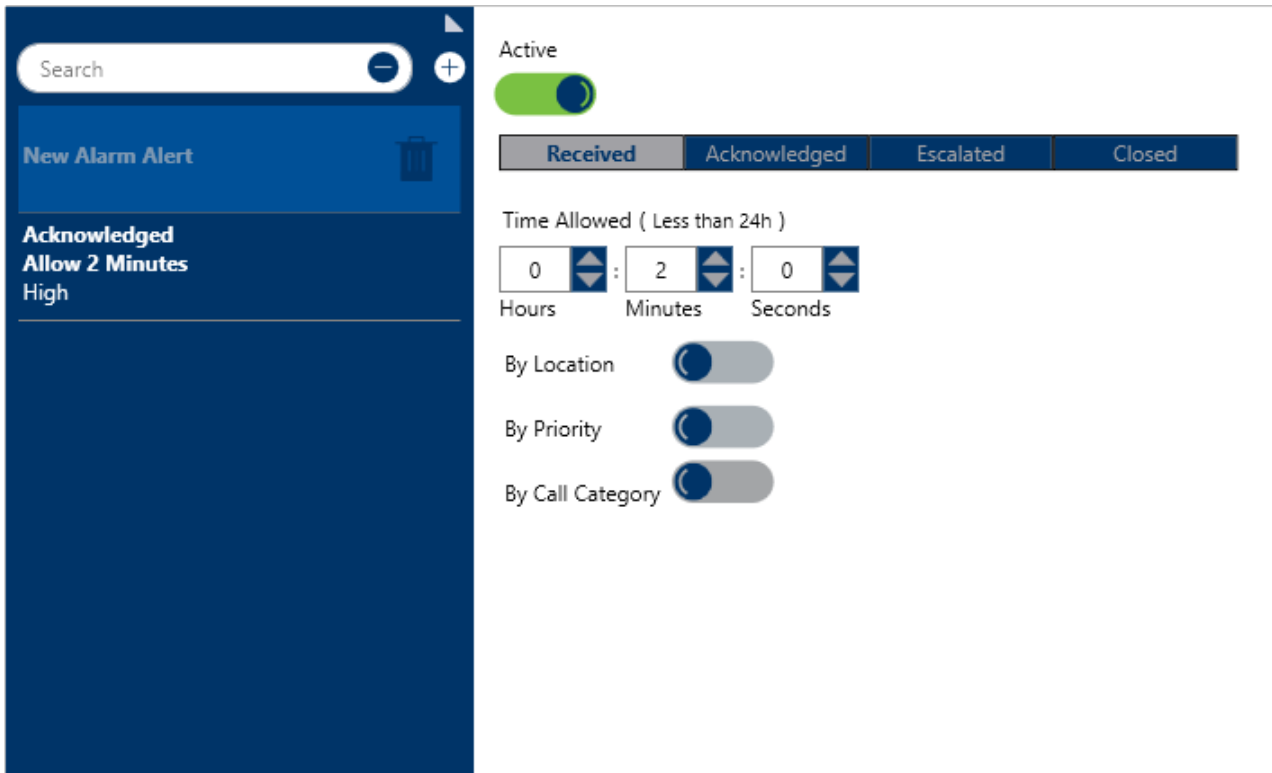 Search
New Alarm Alert
Acknowledged
Allow 2 Minutes
High
Active
Received Acknowledged Escalated Closed
Time Allowed ( Less than 24h )
0 : 2 : 0
Hours Minutes Seconds
By Location
By Priority
By Call Category